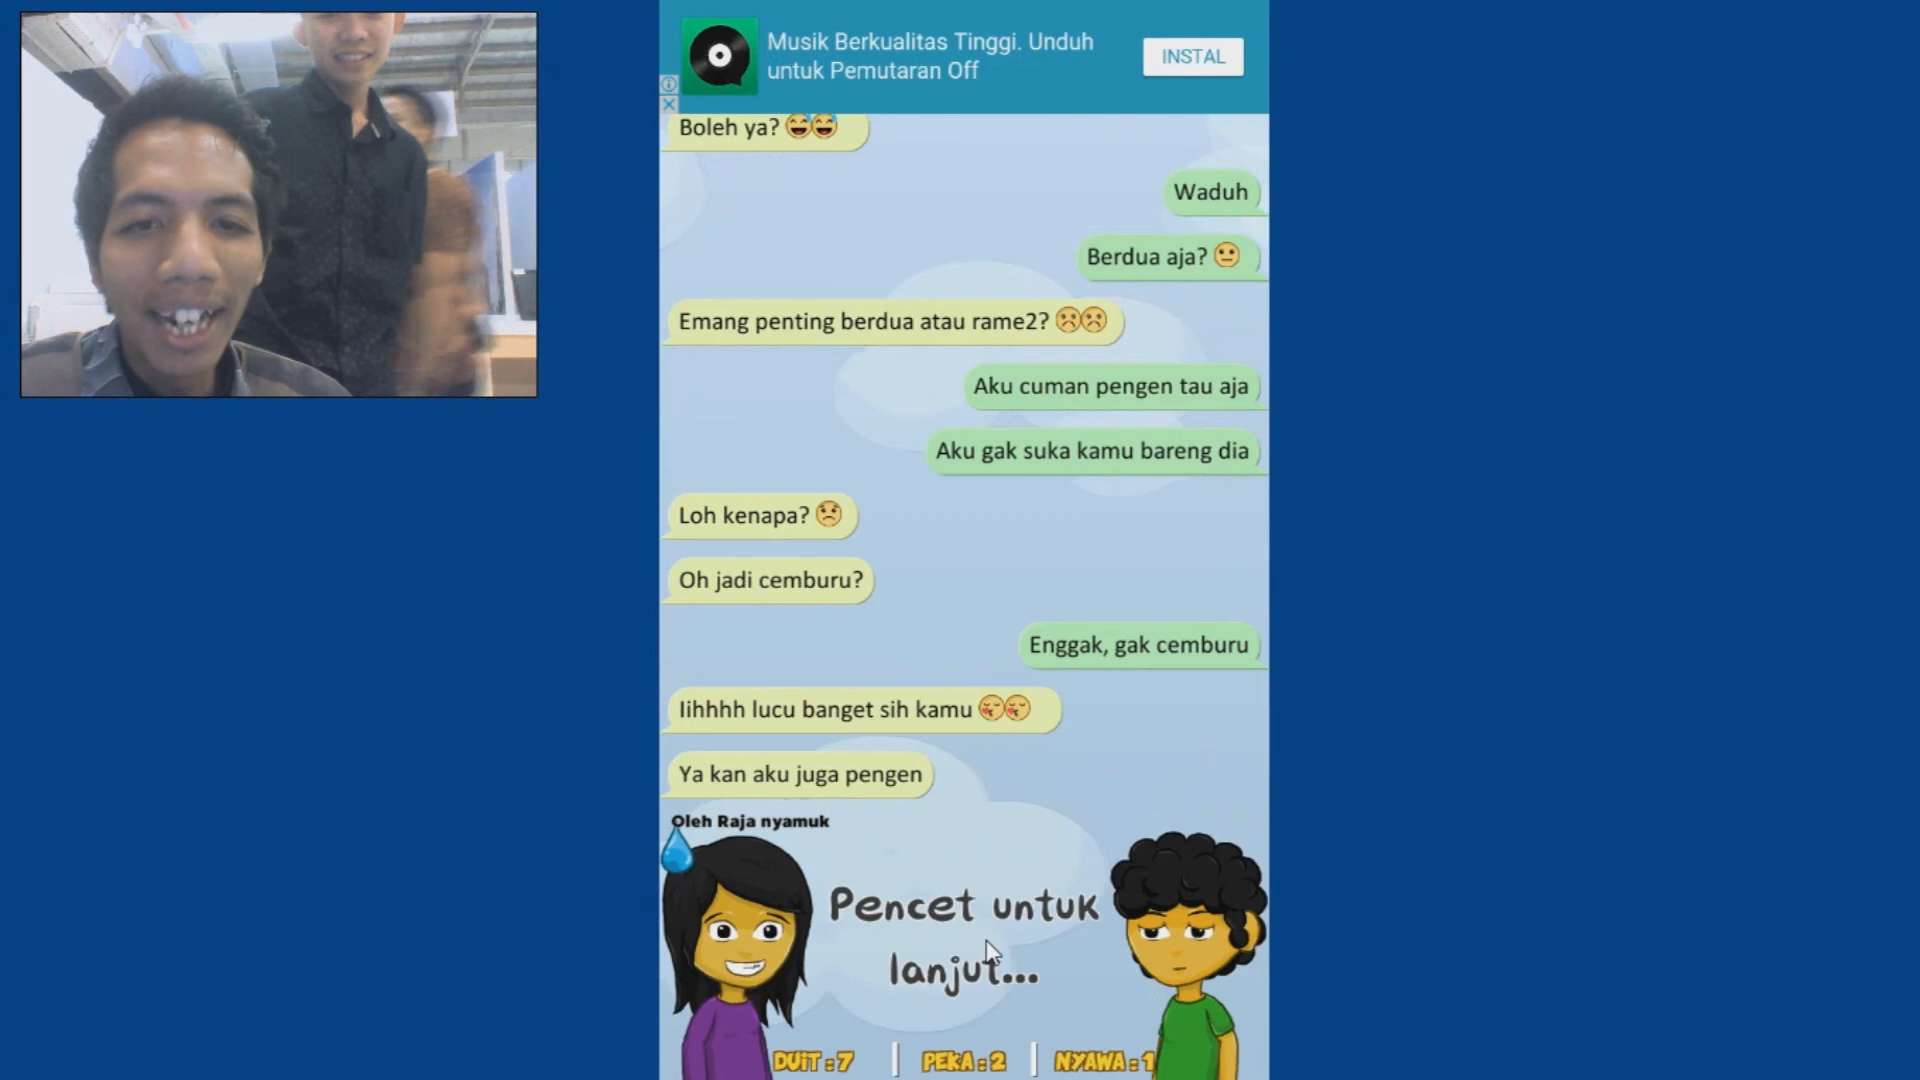 Musik Berkualitas Tinggi. Unduh
untuk Pemutaran Off
INSTAL
Boleh ya?
Waduh
Berdua aja?
Emang penting berdua atau rame2?
Aku cuman pengen tau aja
Aku gak suka kamu bareng dia
Loh kenapa?
Oh jadi cemburu?
Enggak, gak cemburu
Iihhhh lucu banget sih kamu
Ya kan aku juga pengen
Oleh Raja nyamuk
Pencet untuk
lanjut...
DUIT : 7 | PEKA : 2 | NYAWA : 1